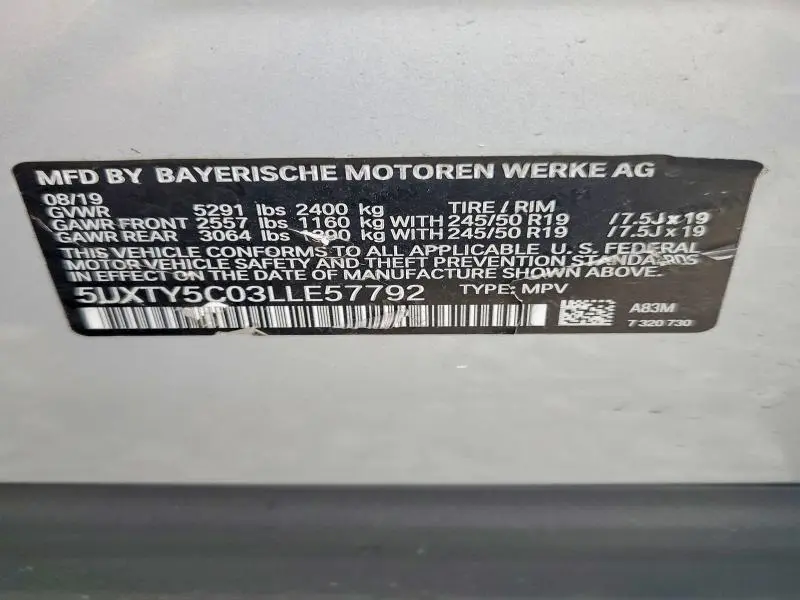 MFD BY BAYERISCHE MOTOREN WERKE AG
08/19
GVWR 5291 lbs 2400 kg TIRE / RIM
GAWR FRONT 2557 lbs 1160 kg WITH 245/50 R19 /7.5J x 19
GAWR REAR 3064 lbs 1390 kg WITH 245/50 R19 /7.5J x 19
THIS VEHICLE CONFORMS TO ALL APPLICABLE U. S. FEDERAL
MOTOR VEHICLE SAFETY AND THEFT PREVENTION STANDARDS
IN EFFECT ON THE DATE OF MANUFACTURE SHOWN ABOVE.
5UXTY5C03LLE57792 TYPE: MPV
A83M
7 320 730